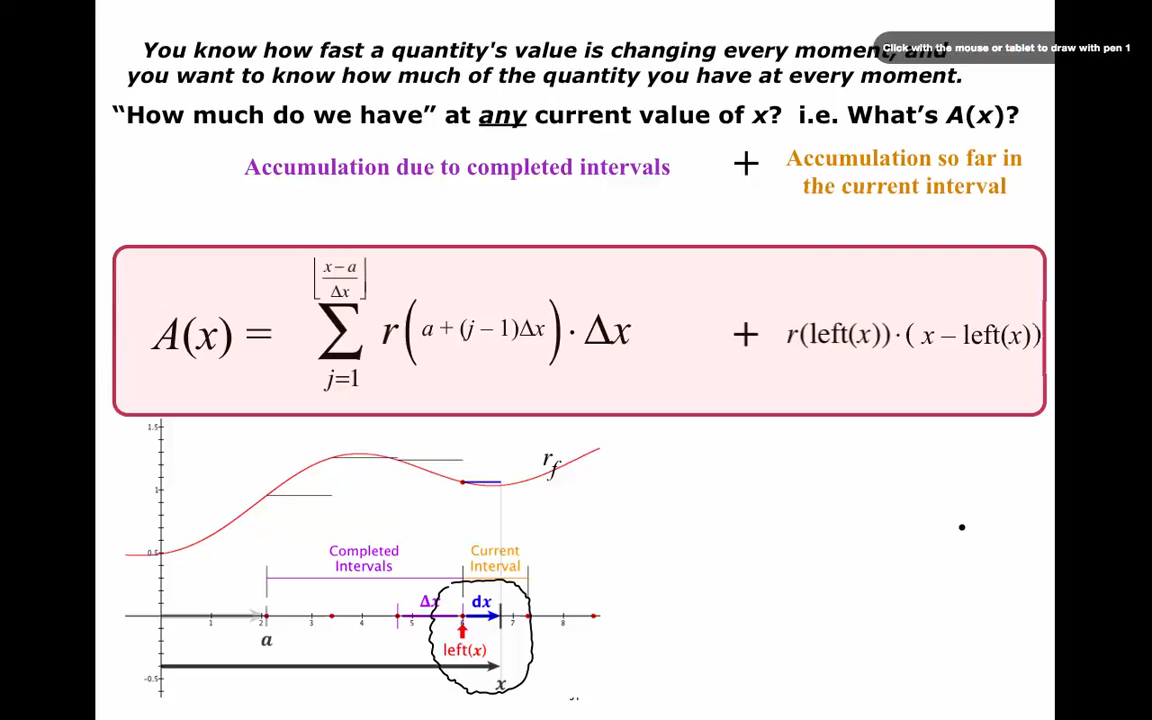 You know how fast a quantity's value is changing every moment, and
Click with the mouse or tablet to draw with pen 1
you want to know how much of the quantity you have at every moment.
“How much do we have” at any current value of x? i.e. What’s A(x)?
Accumulation due to completed intervals + Accumulation so far in
the current interval
A(x) = ⌊(x – a)/Δx⌋ ∑ j=1 r(a + (j – 1)Δx) · Δx + r(left(x)) · ( x – left(x))
1.5
1
0.5
-0.5
r_f
Completed
Intervals
Current
Interval
Δx dx
1 2 3 4 5 6 7 8
a
left(x)
x